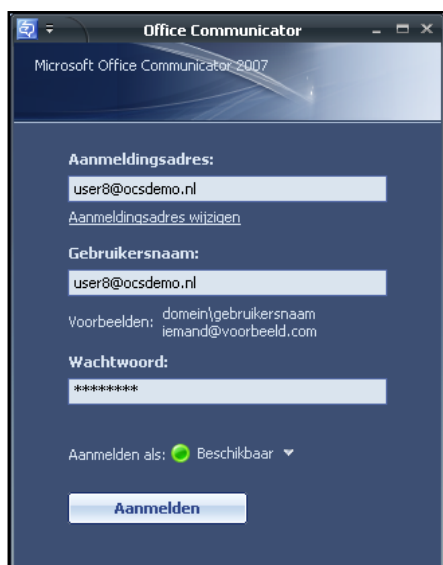 Office Communicator
Microsoft Office Communicator 2007
Aanmeldingsadres:
user8@ocsdemo.nl
Aanmeldingsadres wijzigen
Gebruikersnaam:
user8@ocsdemo.nl
Voorbeelden: domein\gebruikersnaam
iemand@voorbeeld.com
Wachtwoord:
********
Aanmelden als: Beschikbaar
Aanmelden